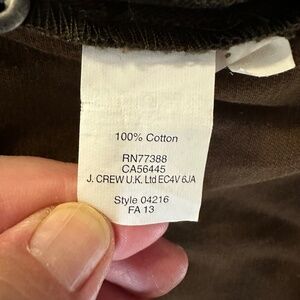 100% Cotton
RN77388
CA56445
J. CREW U.K. Ltd EC4V 6JA
Style 04216
FA 13